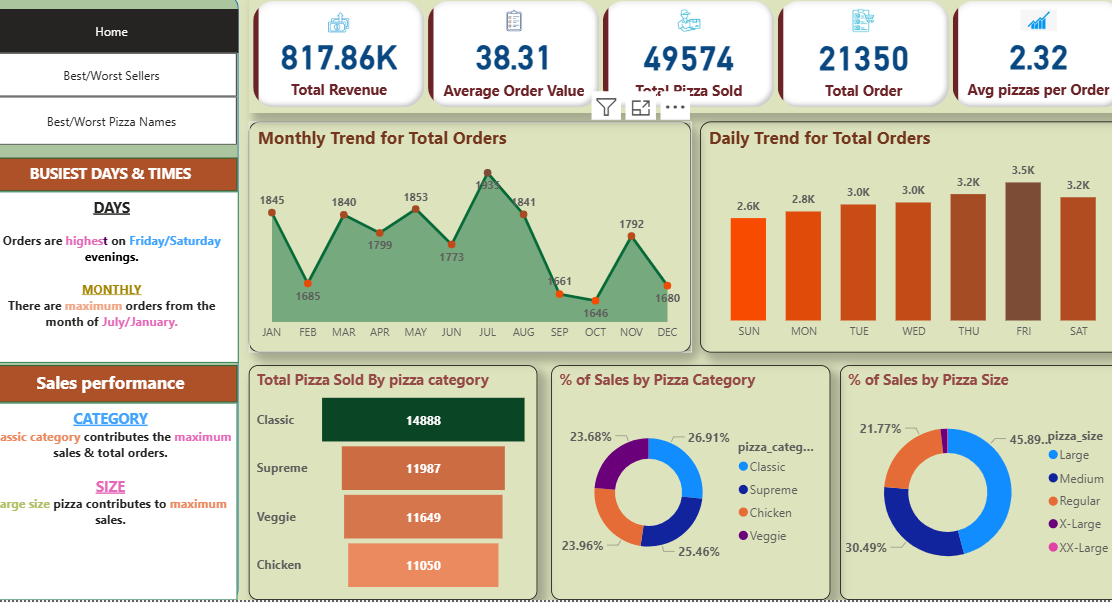 Home
Best/Worst Sellers
Best/Worst Pizza Names
BUSIEST DAYS & TIMES
DAYS
Orders are highest on Friday/Saturday
evenings.
MONTHLY
There are maximum orders from the
month of July/January.
Sales performance
CATEGORY
assic category contributes the maximum
sales & total orders.
SIZE
arge size pizza contributes to maximum
sales.
817.86K
Total Revenue
38.31
Average Order Value
49574
Total Pizza Sold
21350
Total Order
2.32
Avg pizzas per Order
Monthly Trend for Total Orders
1845
1685
1840
1799
1853
1773
1935
1841
1661
1646
1792
1680
JAN FEB MAR APR MAY JUN JUL AUG SEP OCT NOV DEC
Daily Trend for Total Orders
2.6K
2.8K
3.0K
3.0K
3.2K
3.5K
3.2K
SUN MON TUE WED THU FRI SAT
Total Pizza Sold By pizza category
Classic 14888
Supreme 11987
Veggie 11649
Chicken 11050
% of Sales by Pizza Category
23.68%
26.91%
23.96%
25.46%
pizza_categ...
Classic
Supreme
Chicken
Veggie
% of Sales by Pizza Size
21.77%
45.89...
30.49%
pizza_size
Large
Medium
Regular
X-Large
XX-Large